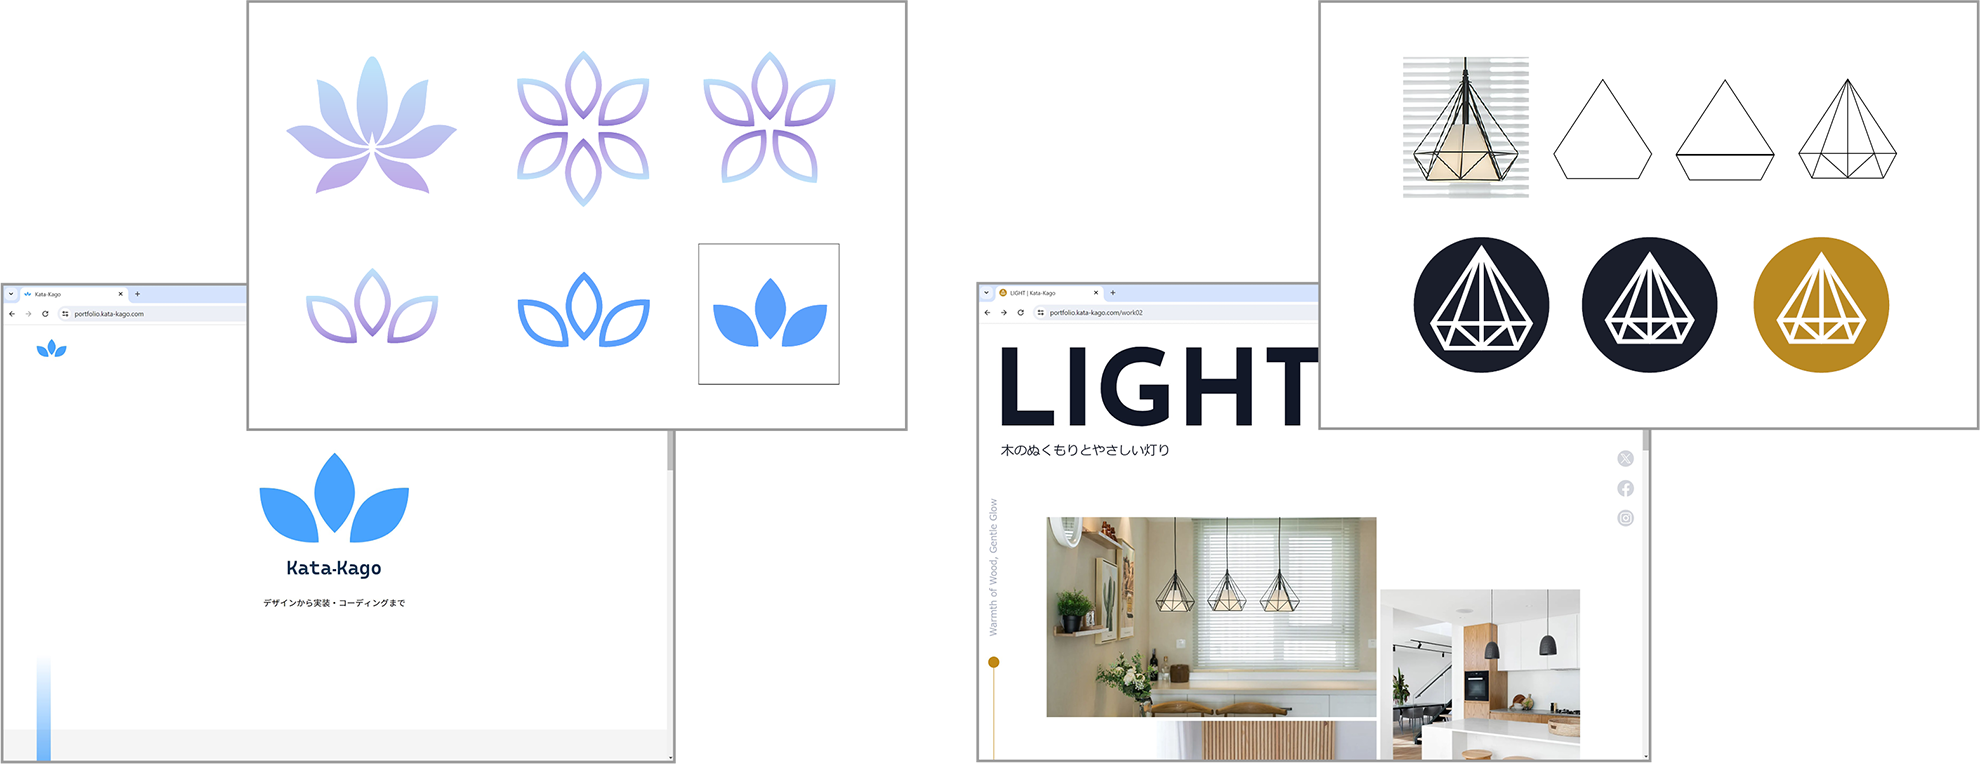 Kata-Kago
portfolio.kata-kago.com
Kata-Kago
デザインから実装・コーディングまで
LIGHT | Kata-Kago
portfolio.kata-kago.com/work02
LIGHT
木のぬくもりとやさしい灯り
Warmth of Wood, Gentle Glow